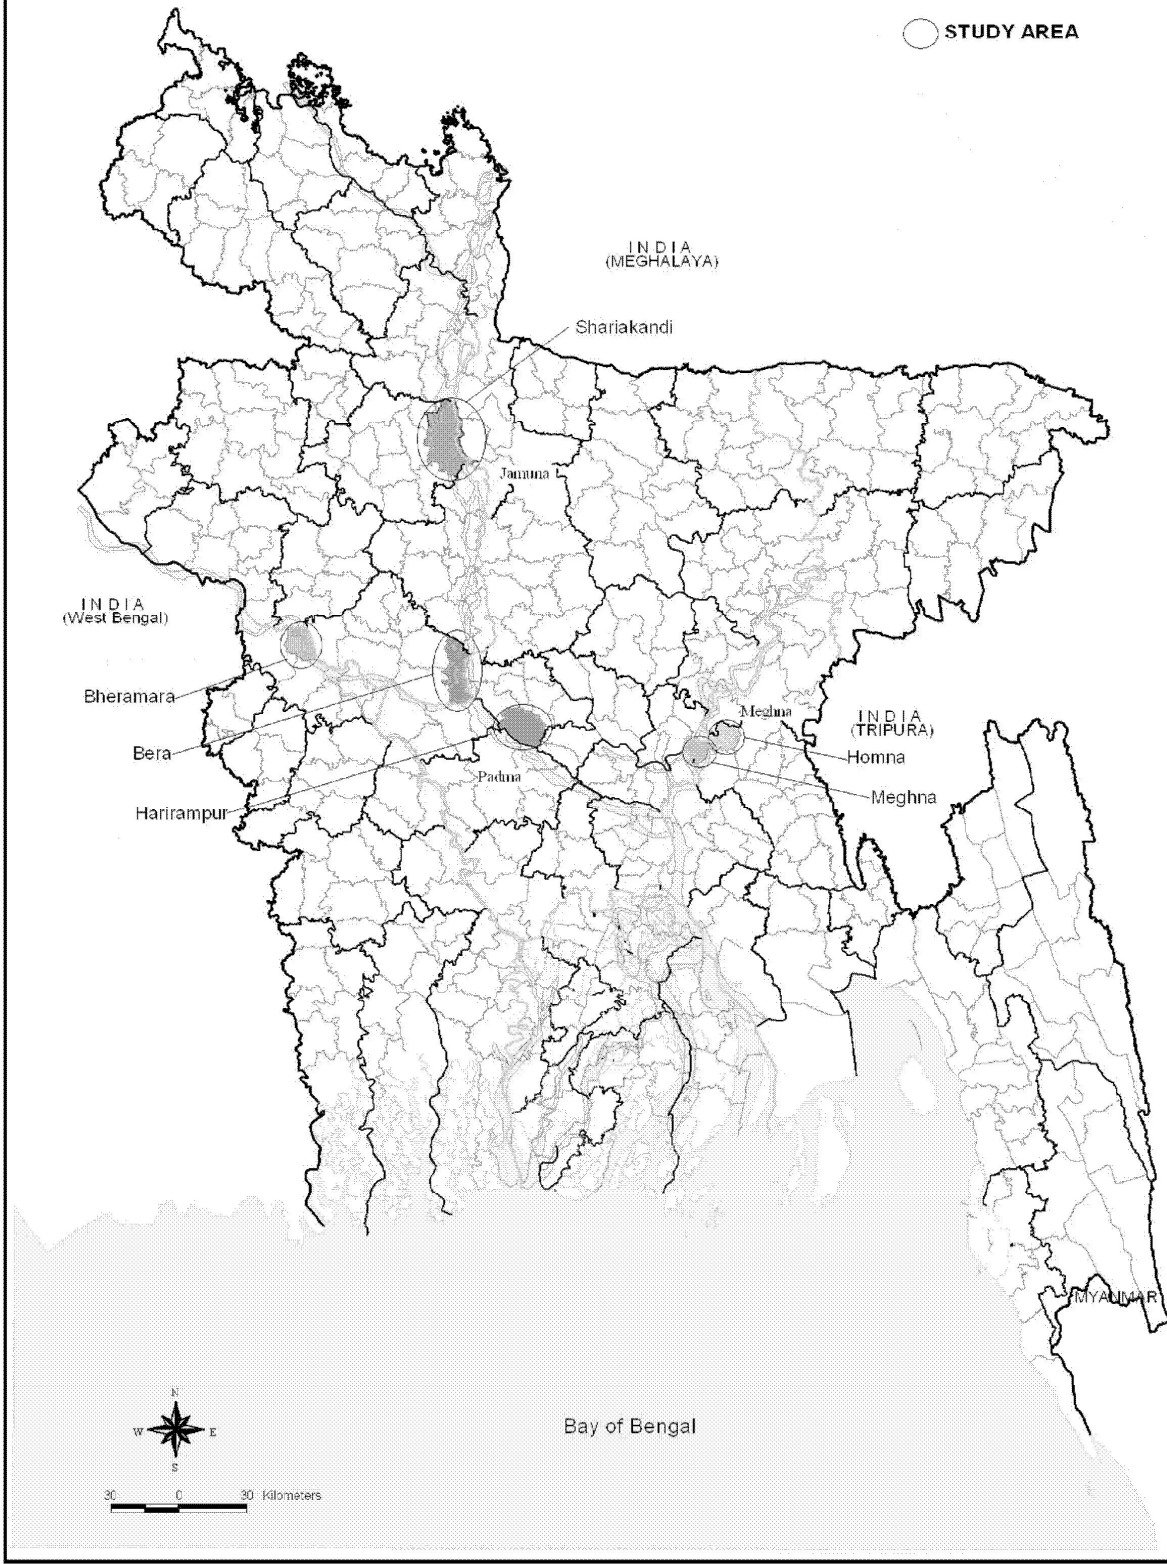 STUDY AREA
INDIA
(MEGHALAYA)
Shariakandi
Jamuna
INDIA
(West Bengal)
Bheramara
Meghna
INDIA
(TRIPURA)
Bera
Homna
Padma
Meghna
Harirampur
MYANMAR
N
W E
S
Bay of Bengal
30 0 30 Kilometers